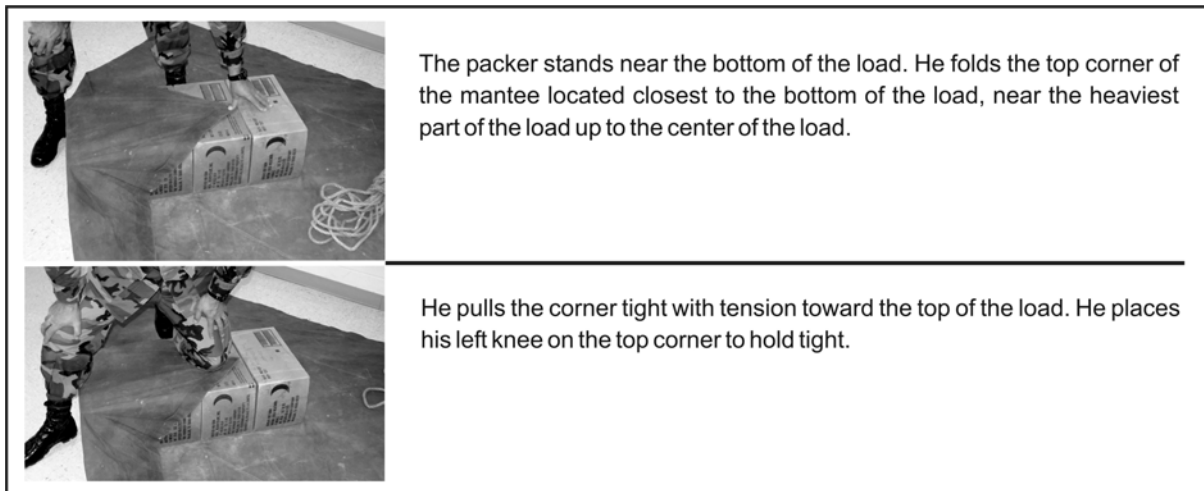 The packer stands near the bottom of the load. He folds the top corner of
the mantee located closest to the bottom of the load, near the heaviest
part of the load up to the center of the load.
He pulls the corner tight with tension toward the top of the load. He places
his left knee on the top corner to hold tight.